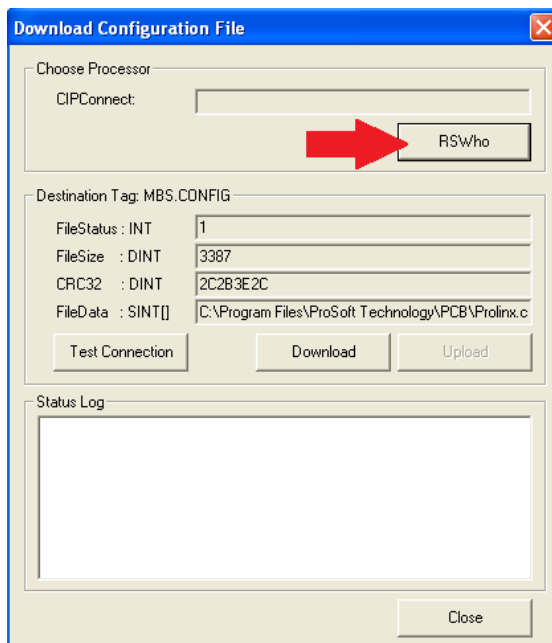 Download Configuration File
Choose Processor
CIPConnect:
RSWho
Destination Tag: MBS.CONFIG
FileStatus : INT 1
FileSize : DINT 3387
CRC32 : DINT 2C2B3E2C
FileData : SINT[] C:\Program Files\ProSoft Technology\PCB\Prolinx.c
Test Connection Download Upload
Status Log
Close